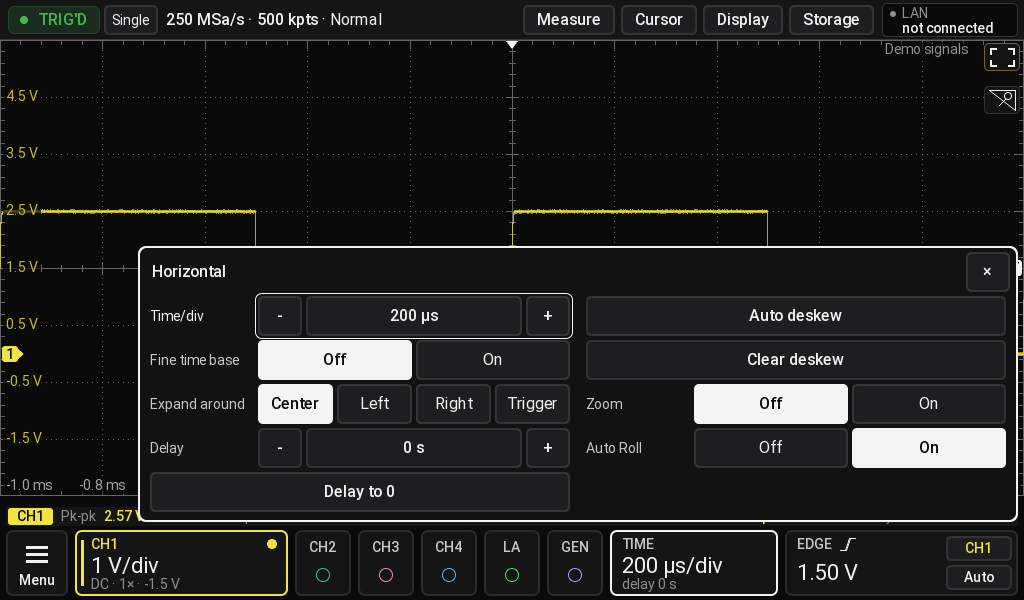 TRIG'D
Single
250 MSa/s · 500 kpts · Normal
Measure
Cursor
Display
Storage
LAN
not connected
Demo signals
4.5 V
3.5 V
2.5 V
1.5 V
0.5 V
-0.5 V
-1.5 V
1
-1.0 ms
-0.8 ms
Horizontal
×
Time/div
-
200 µs
+
Auto deskew
Fine time base
Off
On
Clear deskew
Expand around
Center
Left
Right
Trigger
Zoom
Off
On
Delay
-
0 s
+
Auto Roll
Off
On
Delay to 0
CH1
Pk-pk
2.57
Menu
CH1
1 V/div
DC · 1× · -1.5 V
CH2
CH3
CH4
LA
GEN
TIME
200 µs/div
delay 0 s
EDGE
1.50 V
CH1
Auto